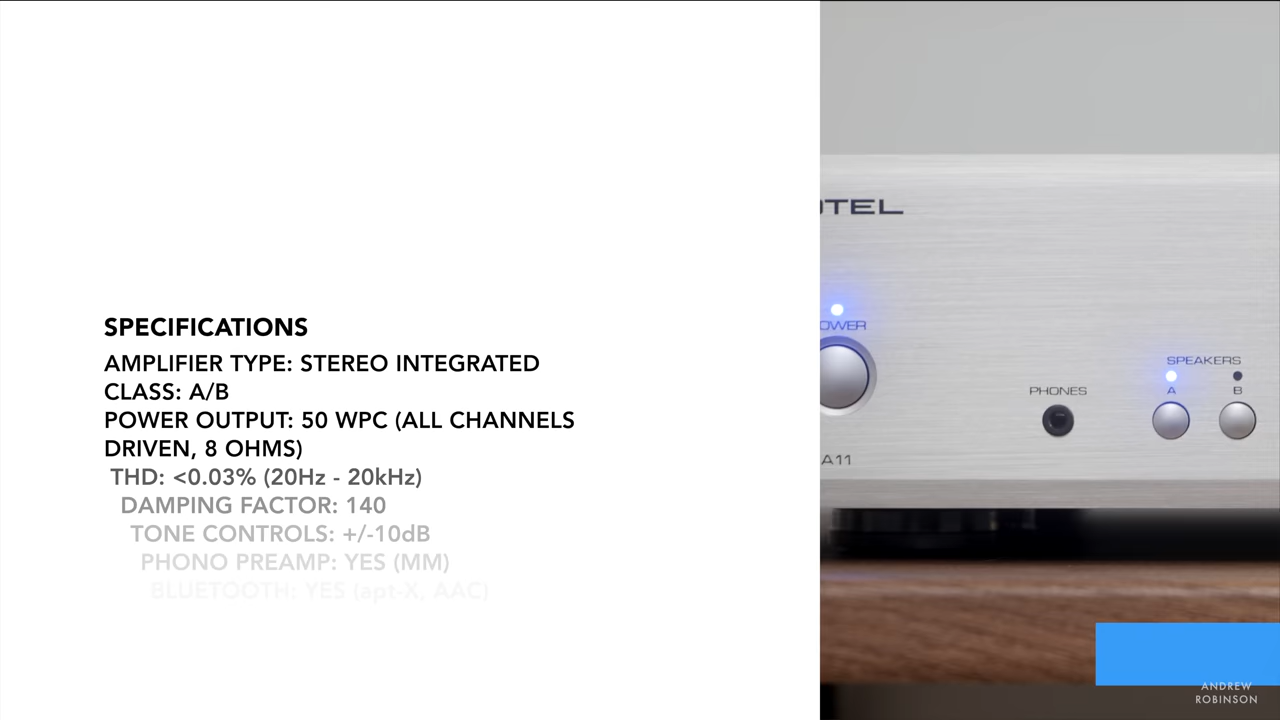 SPECIFICATIONS
AMPLIFIER TYPE: STEREO INTEGRATED
CLASS: A/B
POWER OUTPUT: 50 WPC (ALL CHANNELS
DRIVEN, 8 OHMS)
THD: <0.03% (20Hz - 20kHz)
DAMPING FACTOR: 140
TONE CONTROLS: +/-10dB
PHONO PREAMP: YES (MM)
BLUETOOTH: YES (apt-X, AAC)
OTEL
OWER
PHONES
SPEAKERS
A B
A11
ANDREW
ROBINSON